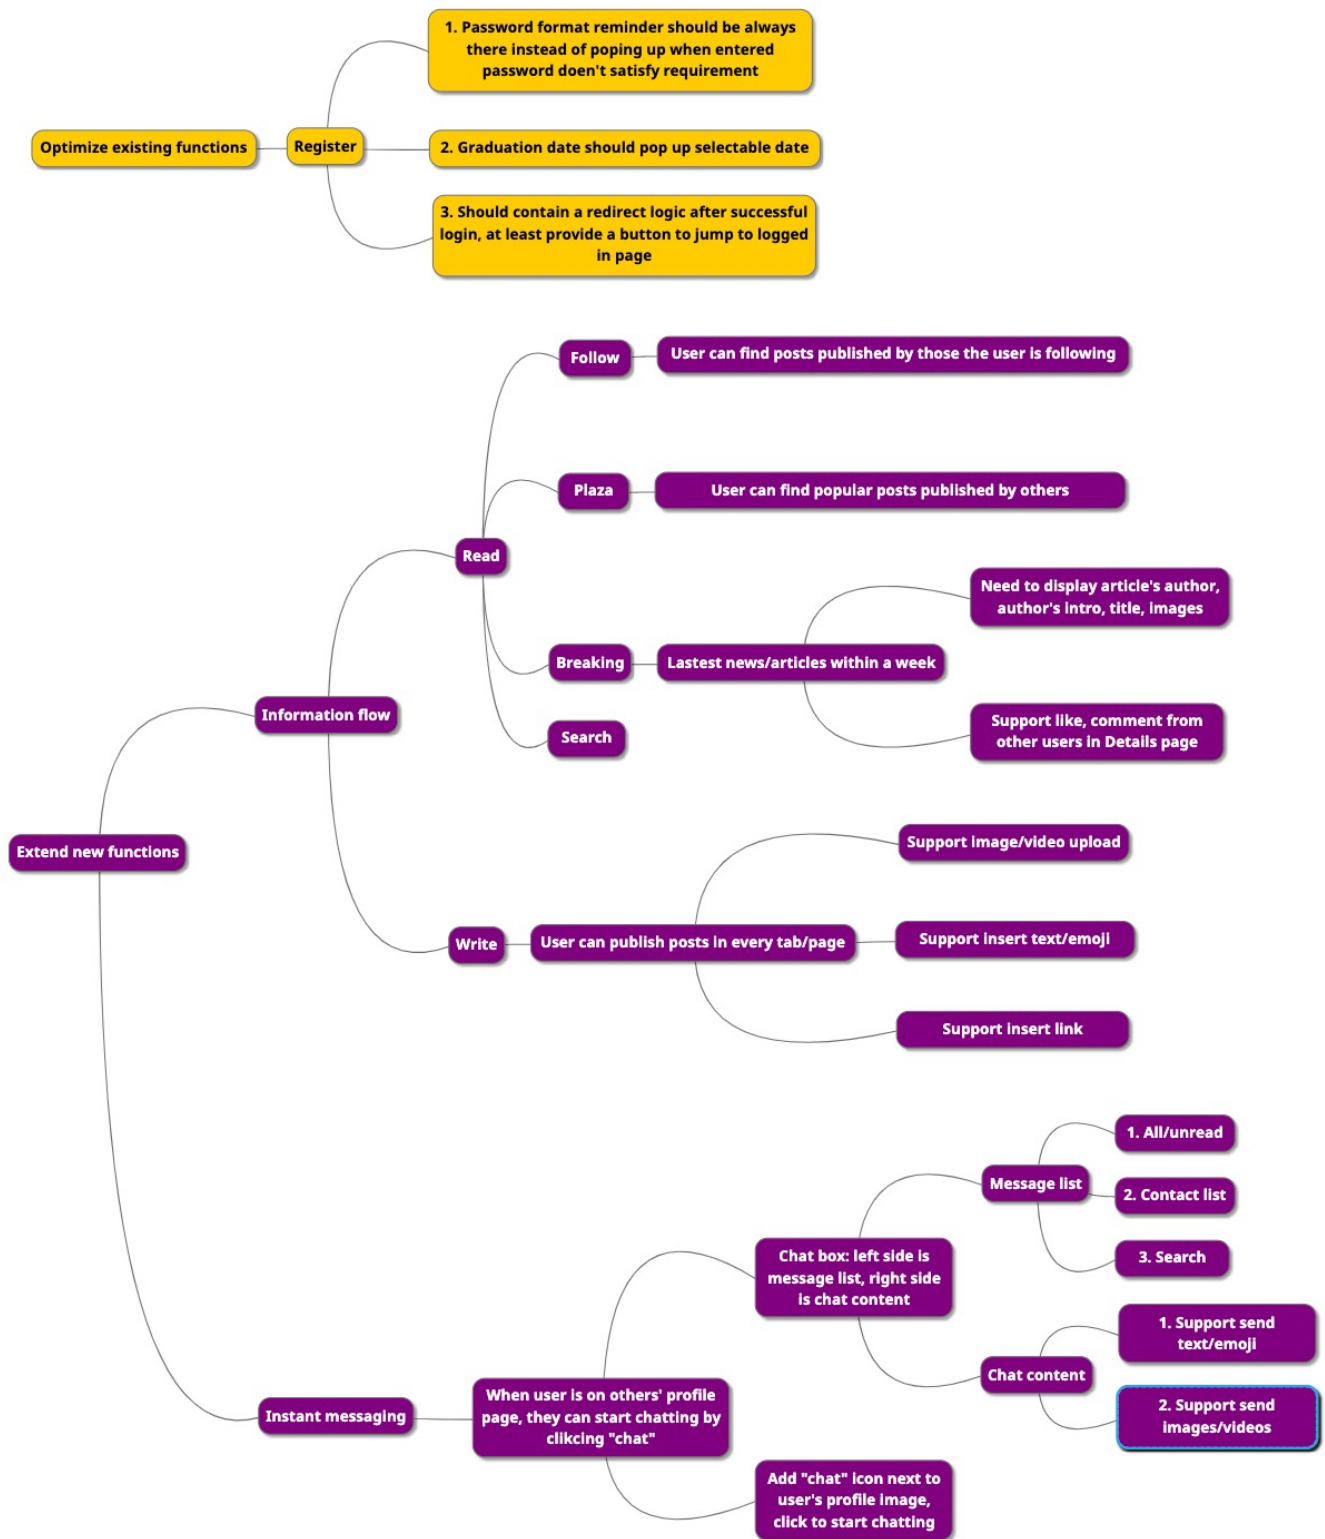 1. Password format reminder should be always
there instead of poping up when entered
password doen't satisfy requirement
Optimize existing functions
Register
2. Graduation date should pop up selectable date
3. Should contain a redirect logic after successful
login, at least provide a button to jump to logged
in page
Follow
User can find posts published by those the user is following
Plaza
User can find popular posts published by others
Read
Need to display article's author,
author's intro, title, images
Breaking
Lastest news/articles within a week
Information flow
Support like, comment from
other users in Details page
Search
Extend new functions
Support image/video upload
Write
User can publish posts in every tab/page
Support insert text/emoji
Support insert link
1. All/unread
Message list
2. Contact list
Chat box: left side is
message list, right side
is chat content
3. Search
1. Support send
text/emoji
Chat content
Instant messaging
When user is on others' profile
page, they can start chatting by
clikcing "chat"
2. Support send
images/videos
Add "chat" icon next to
user's profile image,
click to start chatting